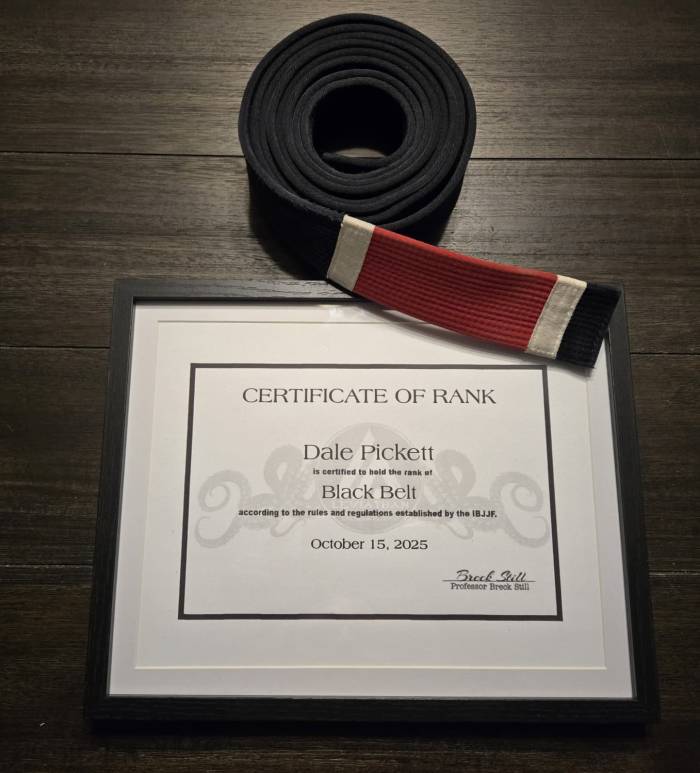 CERTIFICATE OF RANK
Dale Pickett
is certified to hold the rank of
Black Belt
according to the rules and regulations established by the IBJJF.
October 15, 2025
Breck Still
Professor Breck Still